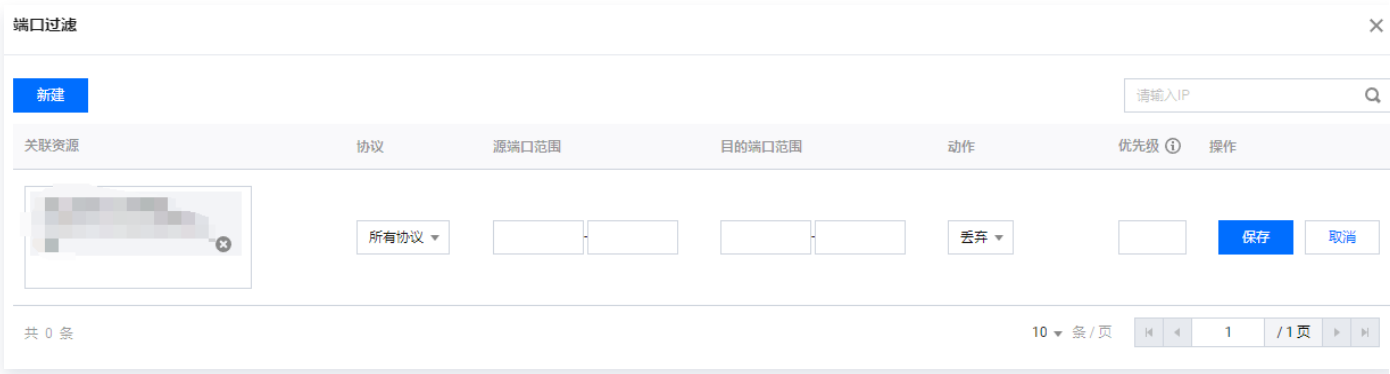 端口过滤
新建
请输入IP
关联资源 协议 源端口范围 目的端口范围 动作 优先级 操作
所有协议 - - 丢弃 保存 取消
共 0 条 10 条 / 页 1 / 1 页